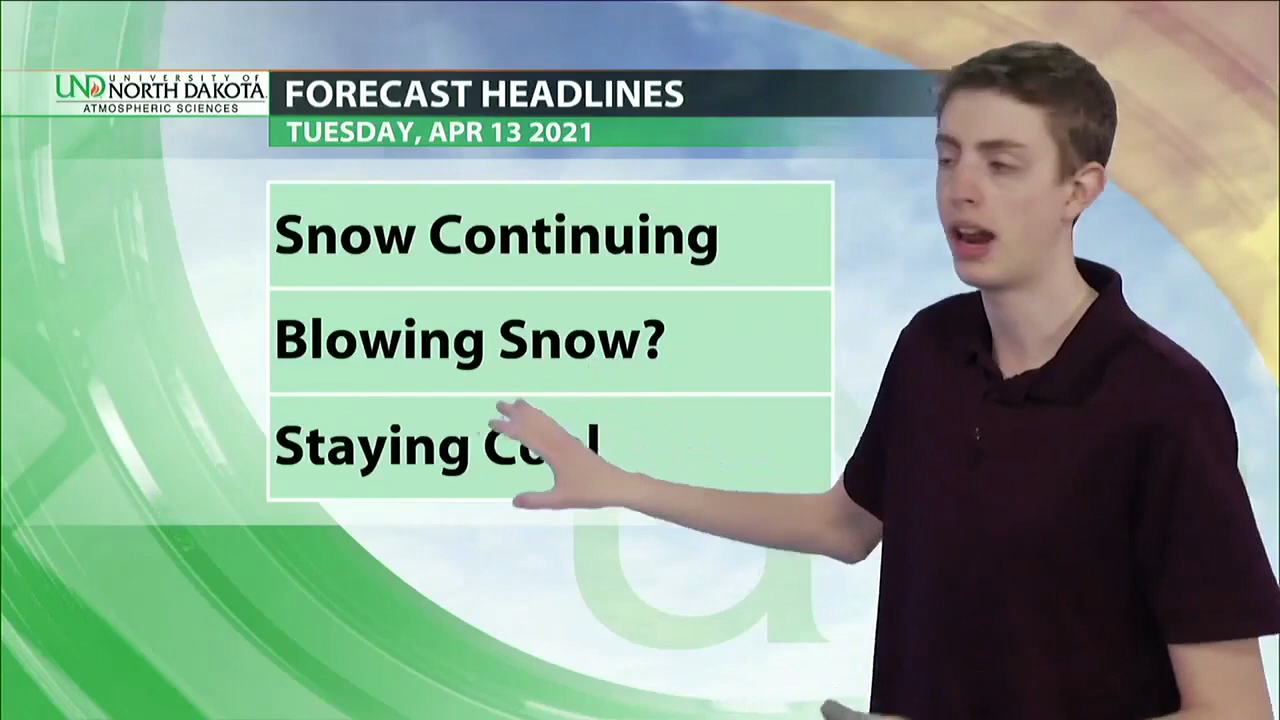 UND UNIVERSITY OF
NORTH DAKOTA
ATMOSPHERIC SCIENCES
FORECAST HEADLINES
TUESDAY, APR 13 2021
Snow Continuing
Blowing Snow?
Staying
u